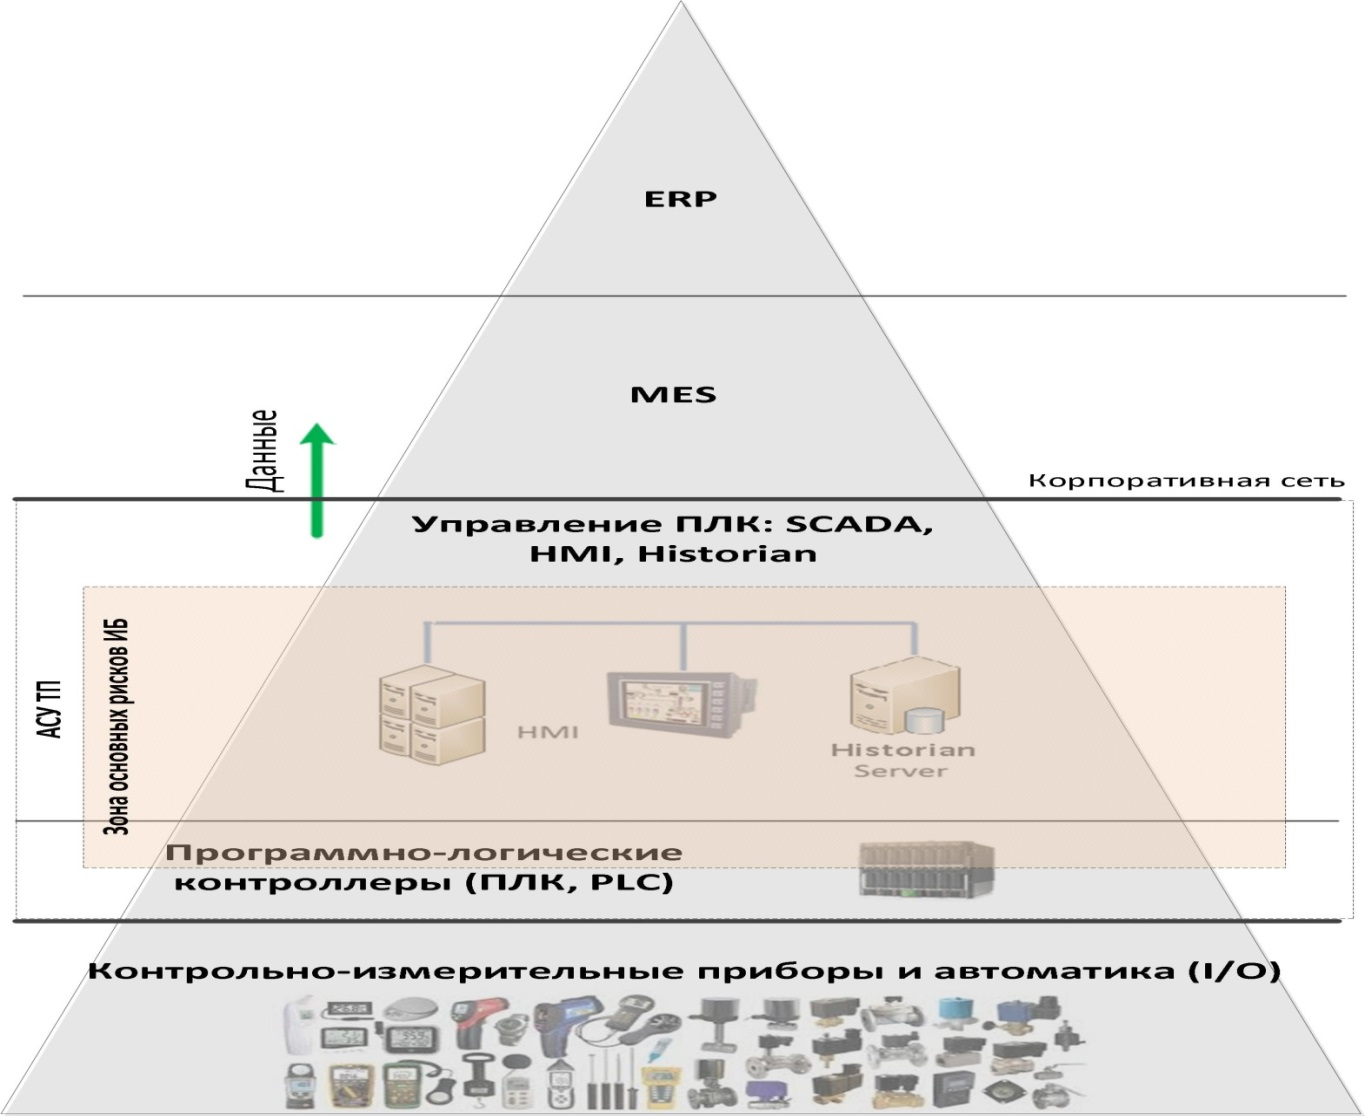 ERP
MES
Данные
Корпоративная сеть
Управление ПЛК: SCADA,
HMI, Historian
АСУ ТП
Зона основных рисков ИБ
HMI
Historian
Server
Программно-логические
контроллеры (ПЛК, PLC)
Контрольно-измерительные приборы и автоматика (I/O)